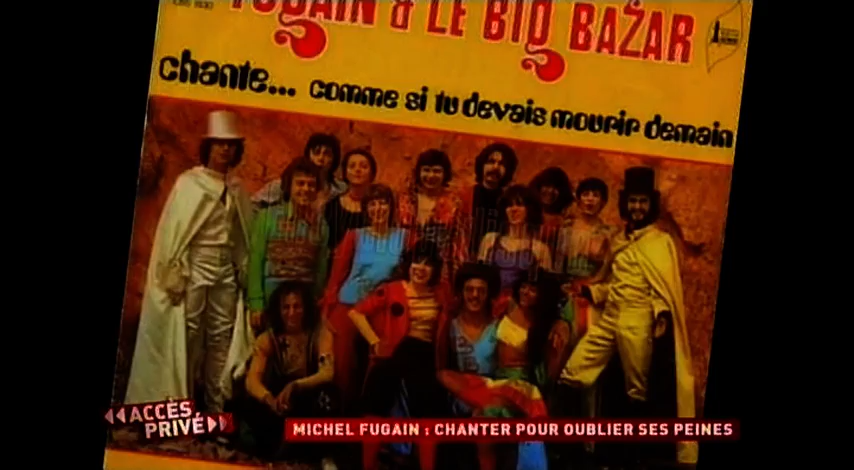 FUGAIN & LE BIG BAZAR
chante... comme si tu devais mourir demain
ACCÈS PRIVÉ
MICHEL FUGAIN : CHANTER POUR OUBLIER SES PEINES